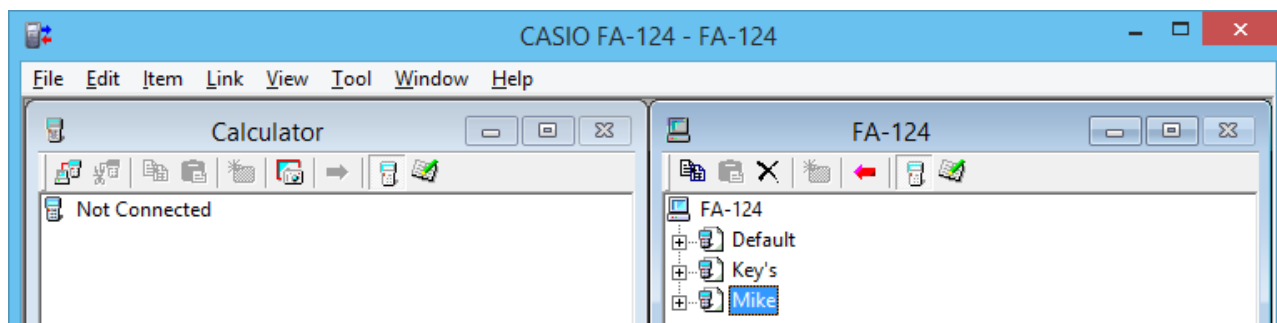 CASIO FA-124 - FA-124
File Edit Item Link View Tool Window Help
Calculator
Not Connected
FA-124
FA-124
Default
Key's
Mike